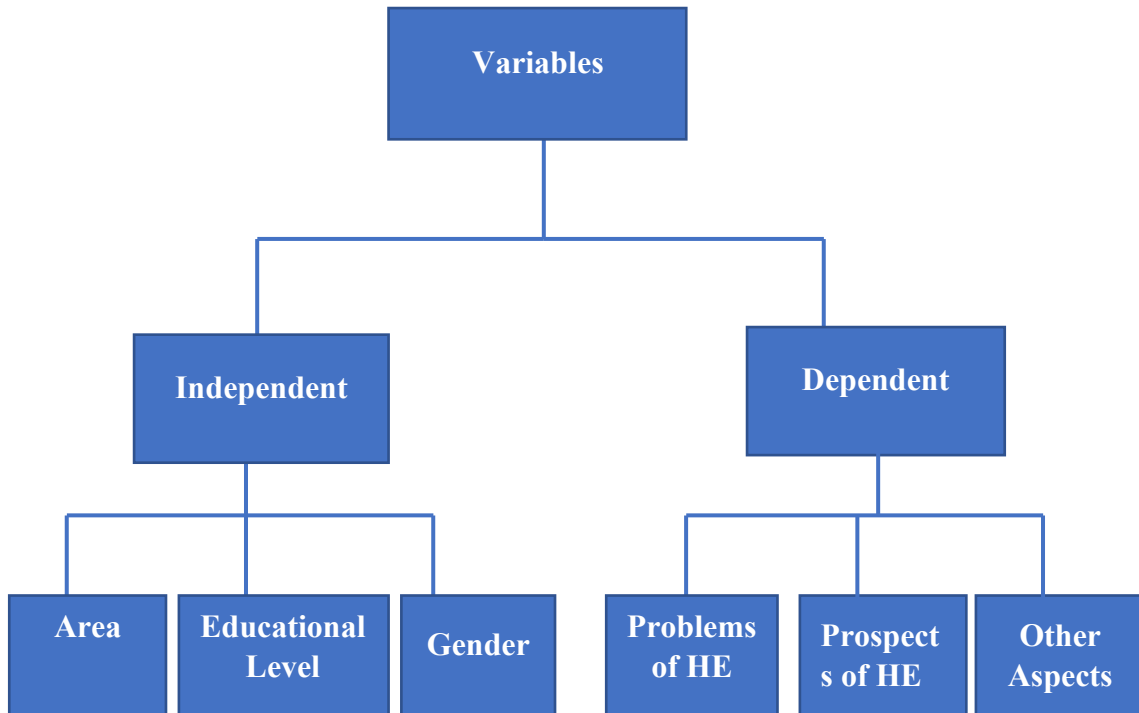 Variables
Independent
Dependent
Area
Educational
Level
Gender
Problems
of HE
Prospect
s of HE
Other
Aspects